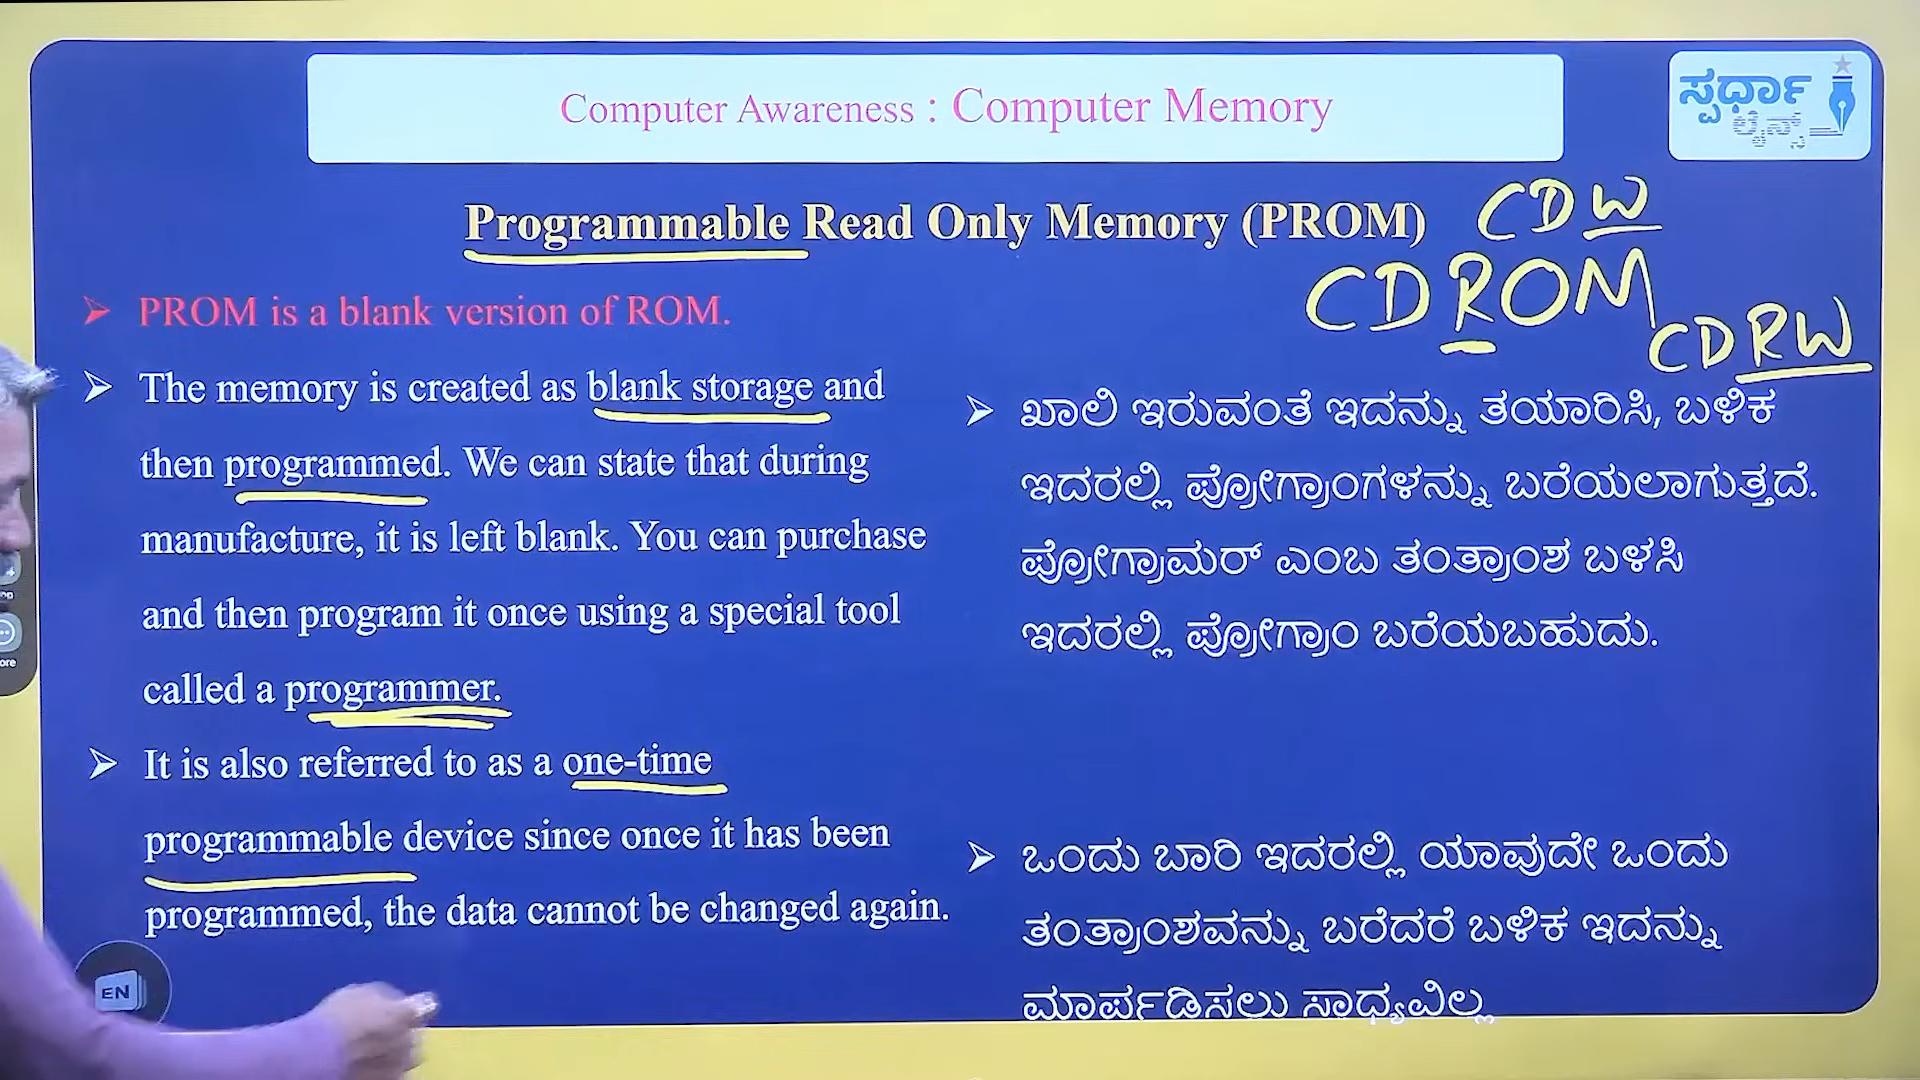 Computer Awareness : Computer Memory
ಸ್ಪರ್ಧಾ
Programmable Read Only Memory (PROM)
CDW
CDROM
CDRW
➢ PROM is a blank version of ROM.
➢ The memory is created as blank storage and
then programmed. We can state that during
manufacture, it is left blank. You can purchase
and then program it once using a special tool
called a programmer.
➢ It is also referred to as a one-time
programmable device since once it has been
programmed, the data cannot be changed again.
➢ ಖಾಲಿ ಇರುವಂತೆ ಇದನ್ನು ತಯಾರಿಸಿ, ಬಳಿಕ
ಇದರಲ್ಲಿ ಪ್ರೋಗ್ರಾಂಗಳನ್ನು ಬರೆಯಲಾಗುತ್ತದೆ.
ಪ್ರೋಗ್ರಾಮರ್ ಎಂಬ ತಂತ್ರಾಂಶ ಬಳಸಿ
ಇದರಲ್ಲಿ ಪ್ರೋಗ್ರಾಂ ಬರೆಯಬಹುದು.
➢ ಒಂದು ಬಾರಿ ಇದರಲ್ಲಿ ಯಾವುದೇ ಒಂದು
ತಂತ್ರಾಂಶವನ್ನು ಬರೆದರೆ ಬಳಿಕ ಇದನ್ನು
ಮಾರ್ಪಡಿಸಲು ಸಾಧ್ಯವಿಲ್ಲ
EN